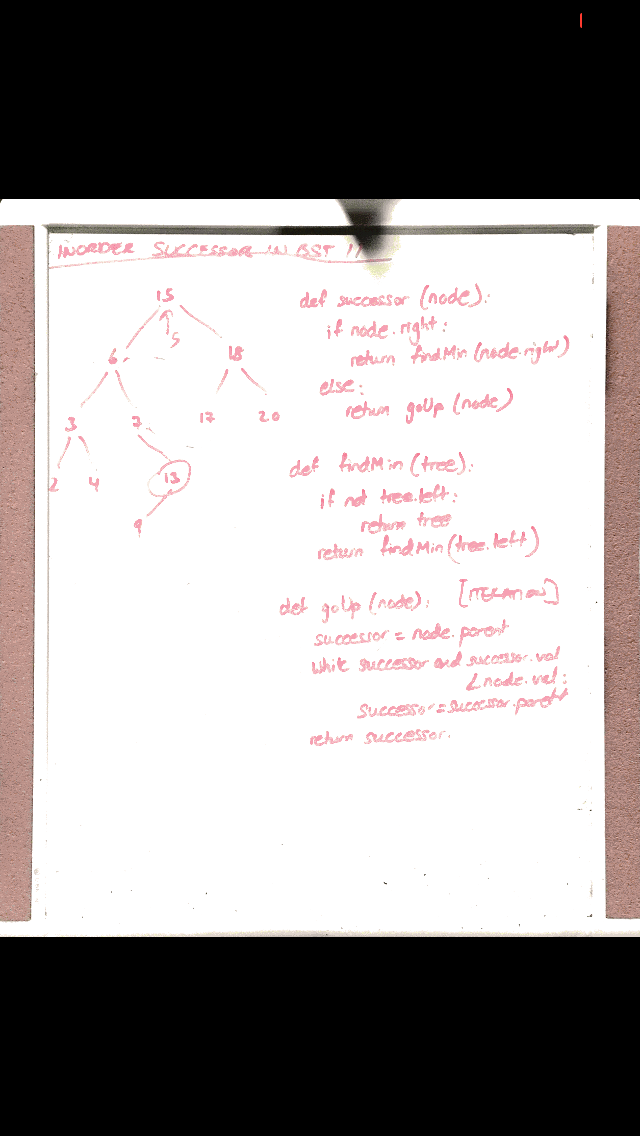 INORDER SUCCESSOR IN BST !!
15
S
6 18
3 7 17 20
2 4 13
9
def successor (node):
if node.right:
return findMin (node.right)
else:
return goUp (node)
def findMin (tree):
if not tree.left:
return tree
return findMin (tree.left)
def goUp (node): [ITERATION]
successor = node.parent
while successor and successor.val
< node.val:
successor = successor.parent
return successor.